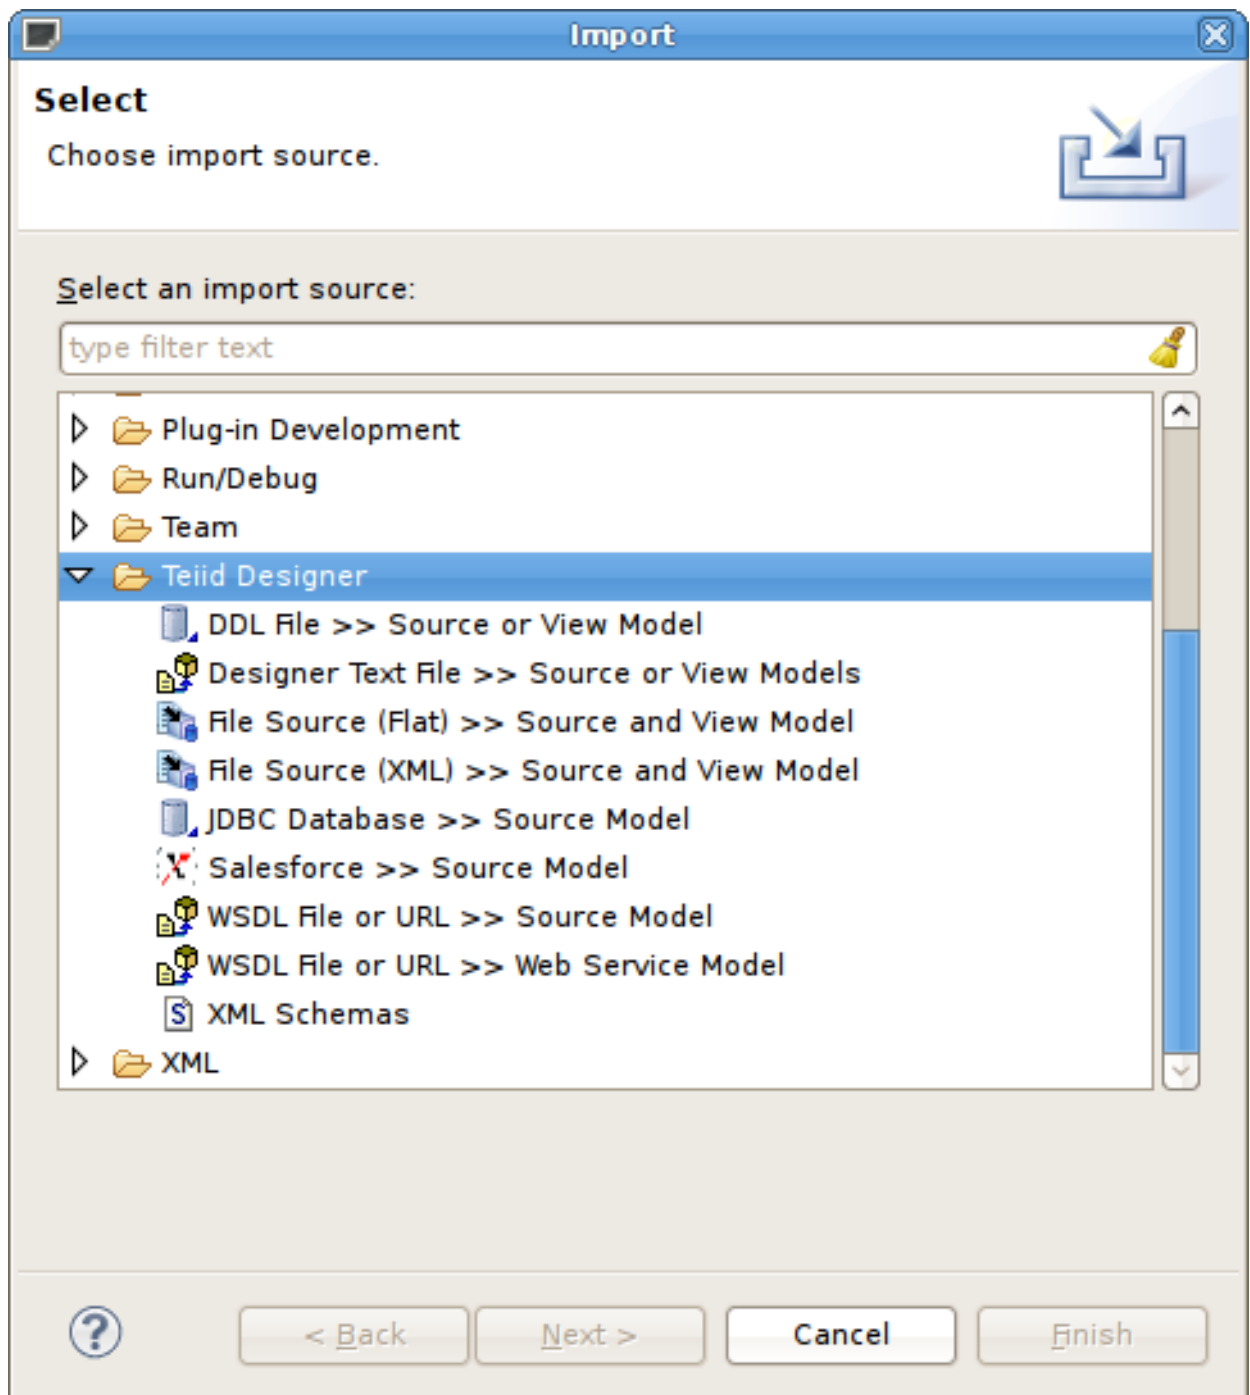 Import
Select
Choose import source.
Select an import source:
type filter text
Plug-in Development
Run/Debug
Team
Teiid Designer
DDL File >> Source or View Model
Designer Text File >> Source or View Models
File Source (Flat) >> Source and View Model
File Source (XML) >> Source and View Model
JDBC Database >> Source Model
Salesforce >> Source Model
WSDL File or URL >> Source Model
WSDL File or URL >> Web Service Model
XML Schemas
XML
< Back Next > Cancel Finish